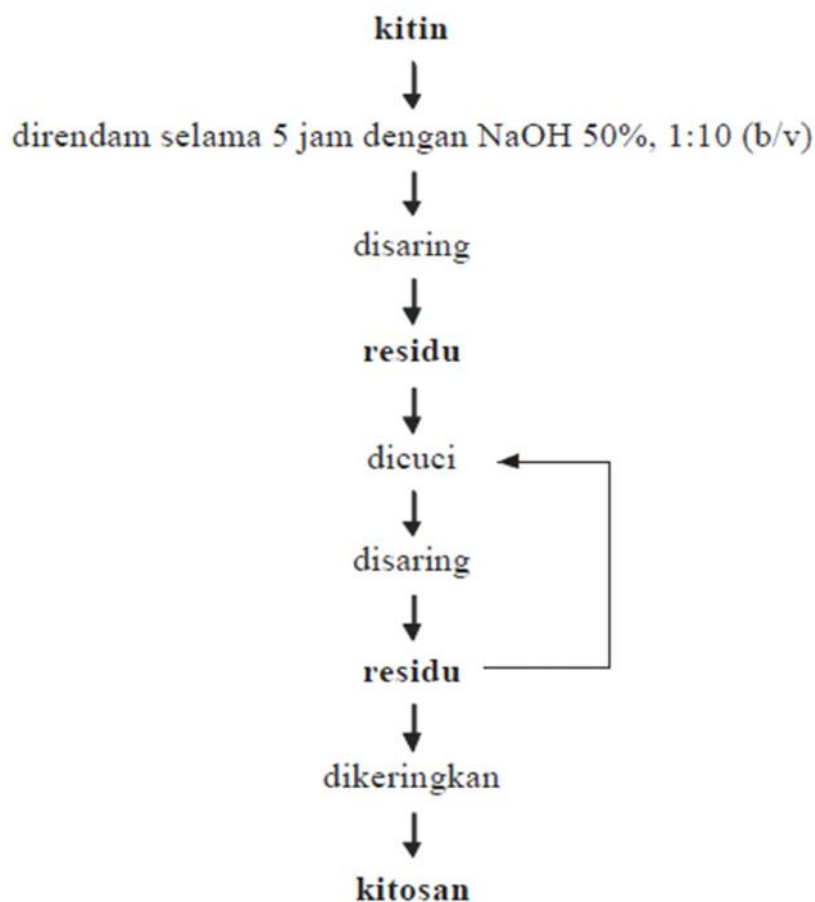 kitin
direndam selama 5 jam dengan NaOH 50%, 1:10 (b/v)
disaring
residu
dicuci
disaring
residu
dikeringkan
kitosan